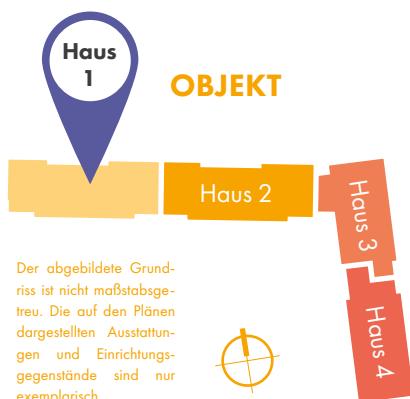 Haus
1
OBJEKT
Haus 2
Haus 3
Haus 4
Der abgebildete Grund-
riss ist nicht maßstabsge-
treu. Die auf den Plänen
dargestellten Ausstattun-
gen und Einrichtungs-
gegenstände sind nur
exemplarisch